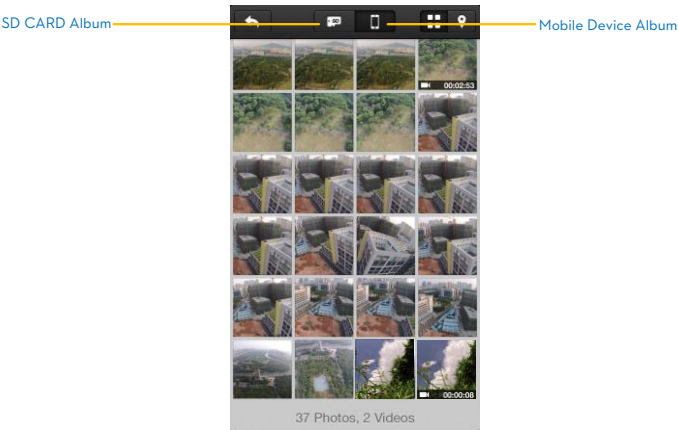 SD CARD Album
Mobile Device Album
00:02:53
00:00:08
37 Photos, 2 Videos